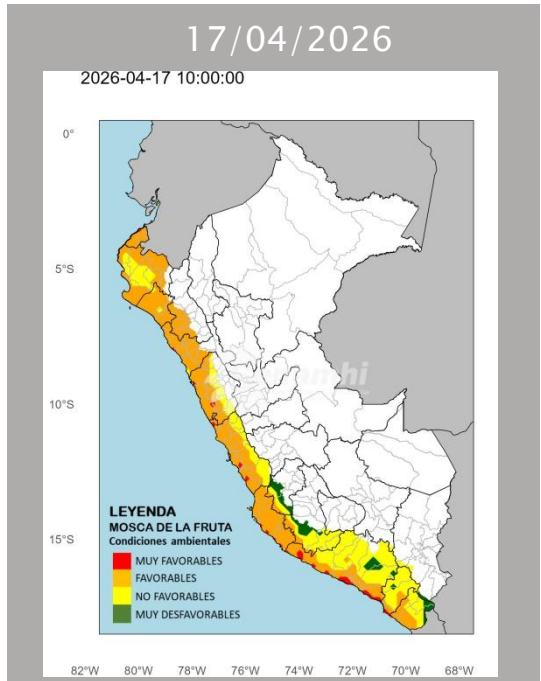 17/04/2026
2026-04-17 10:00:00
0°
5°S
10°S
15°S
LEYENDA
MOSCA DE LA FRUTA
Condiciones ambientales
MUY FAVORABLES
FAVORABLES
NO FAVORABLES
MUY DESFAVORABLES
82°W 80°W 78°W 76°W 74°W 72°W 70°W 68°W